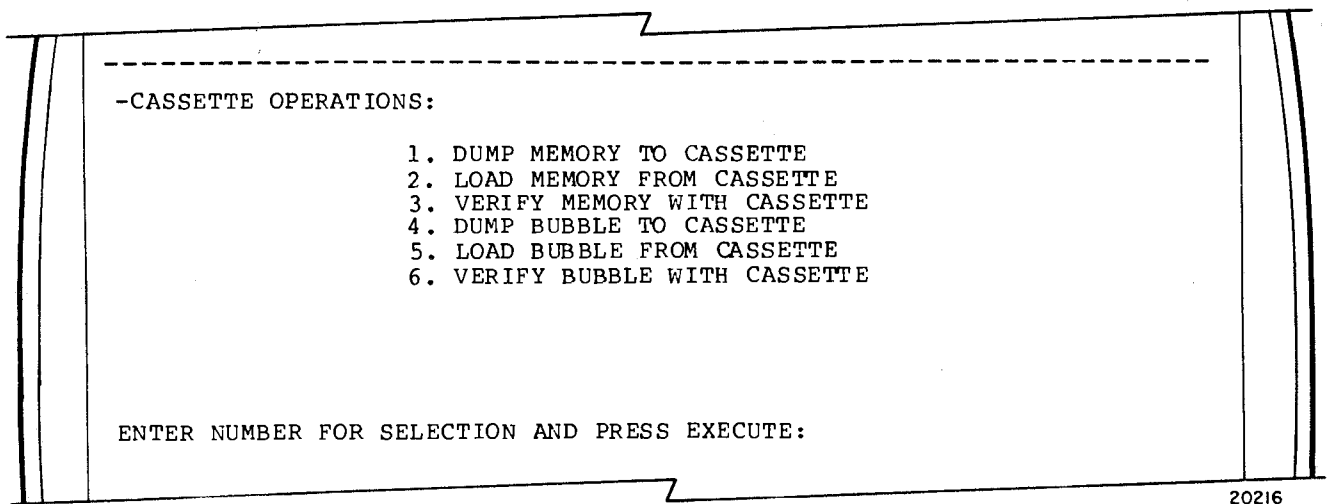 -CASSETTE OPERATIONS:
1. DUMP MEMORY TO CASSETTE
2. LOAD MEMORY FROM CASSETTE
3. VERIFY MEMORY WITH CASSETTE
4. DUMP BUBBLE TO CASSETTE
5. LOAD BUBBLE FROM CASSETTE
6. VERIFY BUBBLE WITH CASSETTE
ENTER NUMBER FOR SELECTION AND PRESS EXECUTE:
20216